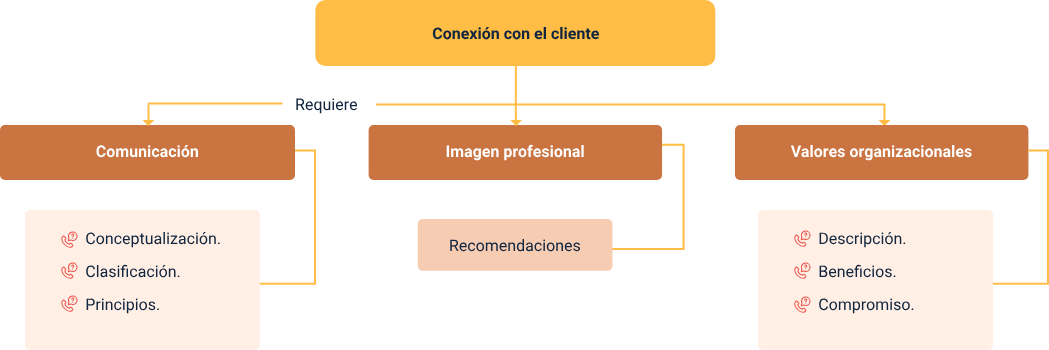 Conexión con el cliente
Requiere
Comunicación
Conceptualización.
Clasificación.
Principios.
Imagen profesional
Recomendaciones
Valores organizacionales
Descripción.
Beneficios.
Compromiso.